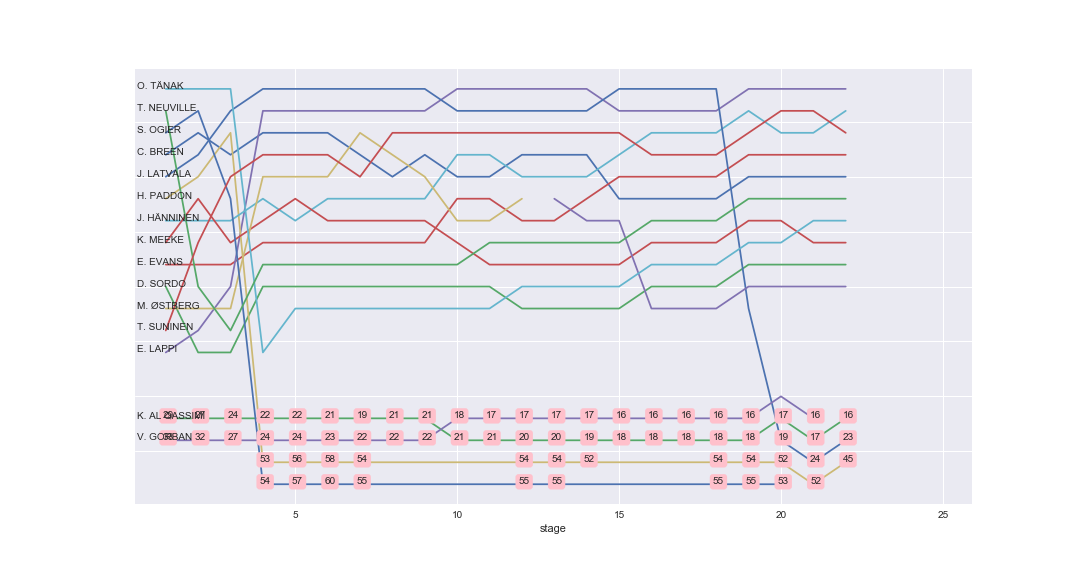 O. TÄNAK
T. NEUVILLE
S. OGIER
C. BREEN
J. LATVALA
H. PADDON
J. HÄNNINEN
K. MEEKE
E. EVANS
D. SORDO
M. ØSTBERG
T. SUNINEN
E. LAPPI
K. AL QASSIMI 24 22 21 19 21 21 18 17 17 17 17 16 16 16 16 16 17 16 16
V. GORBAN 32 27 24 24 23 22 22 22 21 21 20 20 19 18 18 18 18 18 19 17 23
53 56 58 54 54 54 52 54 54 52 24 45
54 57 60 55 55 55 55 55 53 52
5 10 15 20 25
stage